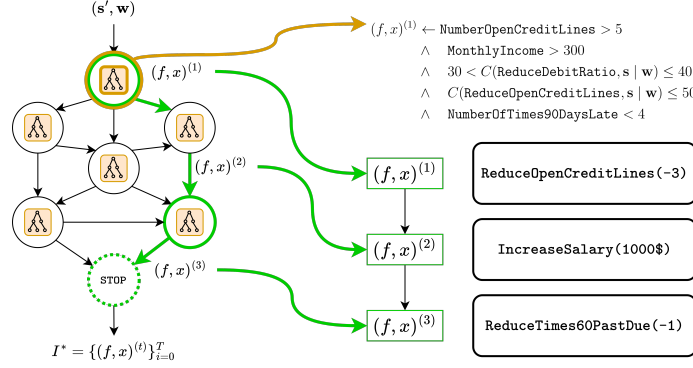 (s′, w)
(f, x)⁽¹⁾ ← NumberOpenCreditLines > 5
∧ MonthlyIncome > 300
∧ 30 < C(ReduceDebitRatio, s | w) ≤ 40
∧ C(ReduceOpenCreditLines, s | w) ≤ 50
∧ NumberOfTimes90DaysLate < 4
(f, x)⁽¹⁾
(f, x)⁽²⁾
(f, x)⁽³⁾
STOP
I* = {(f, x)⁽ᵗ⁾}ᵀᵢ₌₀
(f, x)⁽¹⁾
ReduceOpenCreditLines(-3)
(f, x)⁽²⁾
IncreaseSalary(1000$)
(f, x)⁽³⁾
ReduceTimes60PastDue(-1)